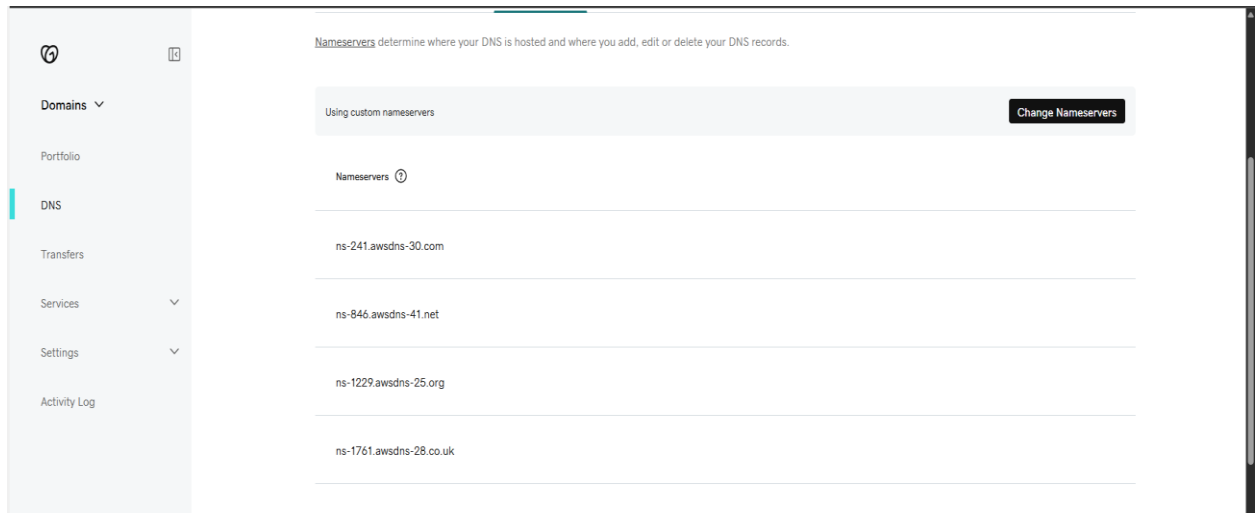 Nameservers determine where your DNS is hosted and where you add, edit or delete your DNS records.
Domains
Using custom nameservers
Change Nameservers
Portfolio
Nameservers ?
DNS
ns-241.awsdns-30.com
Transfers
Services
ns-846.awsdns-41.net
Settings
ns-1229.awsdns-25.org
Activity Log
ns-1761.awsdns-28.co.uk